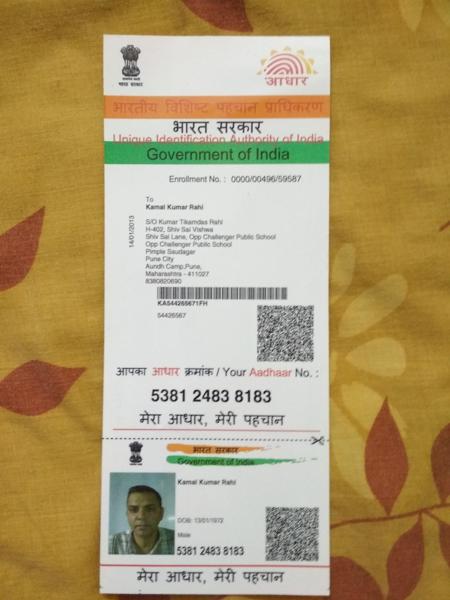 भारत सरकार
आधार
भारतीय विशिष्ट पहचान प्राधिकरण
भारत सरकार
Unique Identification Authority of India
Government of India
Enrollment No. : 0000/00496/59587
To
Kamal Kumar Rahi
S/O Kumar Tikamdas Rahi
H-402, Shiv Sai Vishwa
Shiv Sai Lane, Opp Challenger Public School
Opp Challenger Public School
Pimple Saudagar
Pune City
Aundh Camp,Pune,
Maharashtra - 411027
8380820690
14/01/2013
KA544265671FH
54426567
आपका आधार क्रमांक / Your Aadhaar No. :
5381 2483 8183
मेरा आधार, मेरी पहचान
भारत सरकार
Government of India
Kamal Kumar Rahi
DOB: 13/01/1972
Male
5381 2483 8183
मेरा आधार, मेरी पहचान